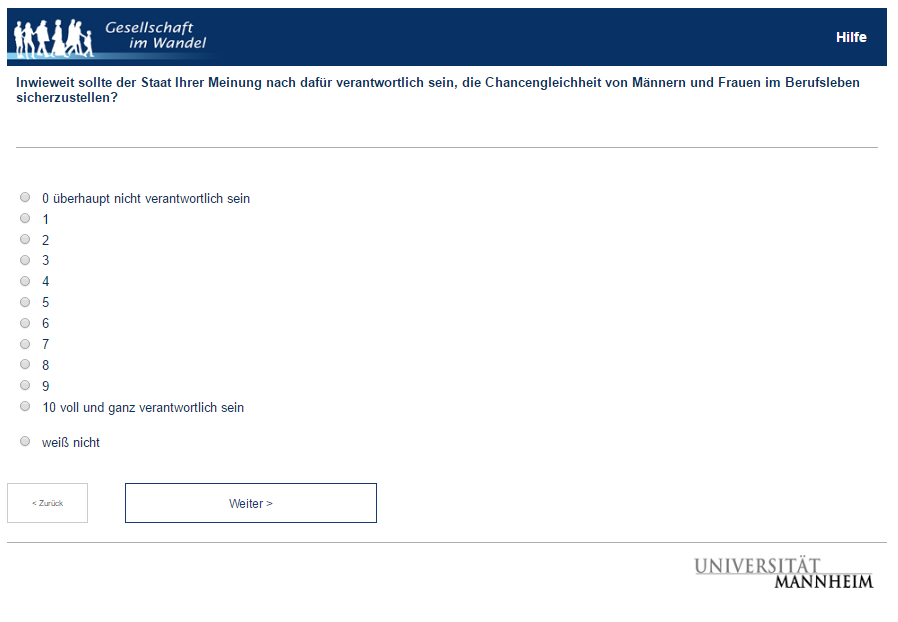 Gesellschaft
im Wandel
Hilfe
Inwieweit sollte der Staat Ihrer Meinung nach dafür verantwortlich sein, die Chancengleichheit von Männern und Frauen im Berufsleben
sicherzustellen?
0 überhaupt nicht verantwortlich sein
1
2
3
4
5
6
7
8
9
10 voll und ganz verantwortlich sein
weiß nicht
< Zurück
Weiter >
UNIVERSITÄT
MANNHEIM